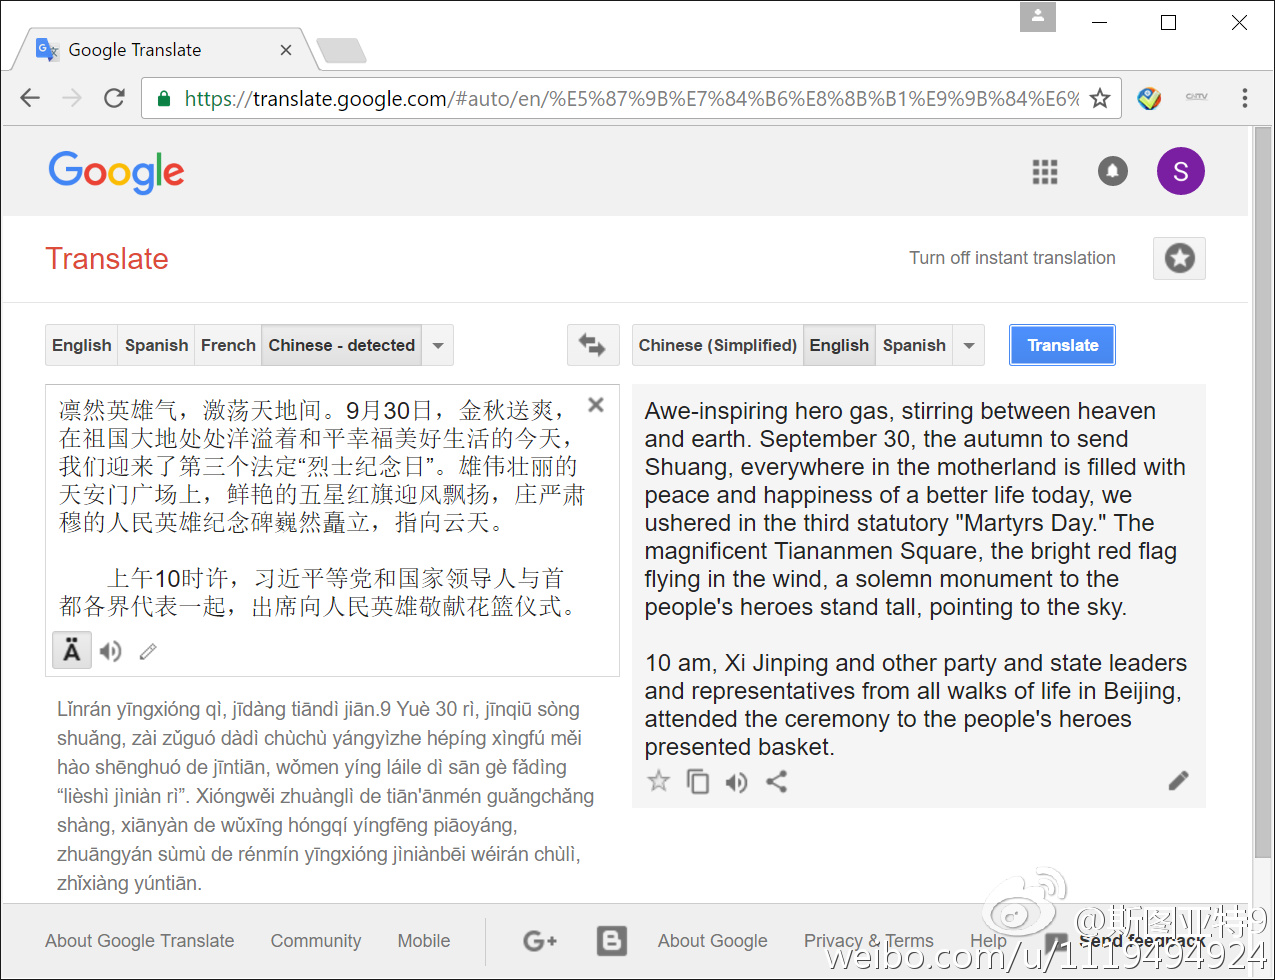 Google Translate
https://translate.google.com/#auto/en/%E5%87%9B%E7%84%B6%E8%8B%B1%E9%9B%84%E6%
CHTV
Google
S
Translate
Turn off instant translation
English Spanish French Chinese - detected
Chinese (Simplified) English Spanish
Translate
凛然英雄气，激荡天地间。9月30日，金秋送爽，
在祖国大地处处洋溢着和平幸福美好生活的今天，
我们迎来了第三个法定“烈士纪念日”。雄伟壮丽的
天安门广场上，鲜艳的五星红旗迎风飘扬，庄严肃
穆的人民英雄纪念碑巍然矗立，指向云天。
上午10时许，习近平等党和国家领导人与首
都各界代表一起，出席向人民英雄敬献花篮仪式。
Ä
Lǐnrán yīngxióng qì, jīdàng tiāndì jiān.9 Yuè 30 rì, jīnqiū sòng
shuǎng, zài zǔguó dàdì chùchù yángyìzhe hépíng xìngfú měi
hào shēnghuó de jīntiān, wǒmen yíng láile dì sān gè fǎdìng
“lièshì jìniàn rì”. Xióngwěi zhuànglì de tiān'ānmén guǎngchǎng
shàng, xiānyàn de wǔxīng hóngqí yíngfēng piāoyáng,
zhuāngyán sùmù de rénmín yīngxióng jìniànbēi wéirán chùlì,
zhǐxiàng yúntiān.
Awe-inspiring hero gas, stirring between heaven
and earth. September 30, the autumn to send
Shuang, everywhere in the motherland is filled with
peace and happiness of a better life today, we
ushered in the third statutory "Martyrs Day." The
magnificent Tiananmen Square, the bright red flag
flying in the wind, a solemn monument to the
people's heroes stand tall, pointing to the sky.
10 am, Xi Jinping and other party and state leaders
and representatives from all walks of life in Beijing,
attended the ceremony to the people's heroes
presented basket.
About Google Translate Community Mobile G+ B About Google Privacy & Terms Help Send feedback
@斯图亚特9
weibo.com/u/1119494924